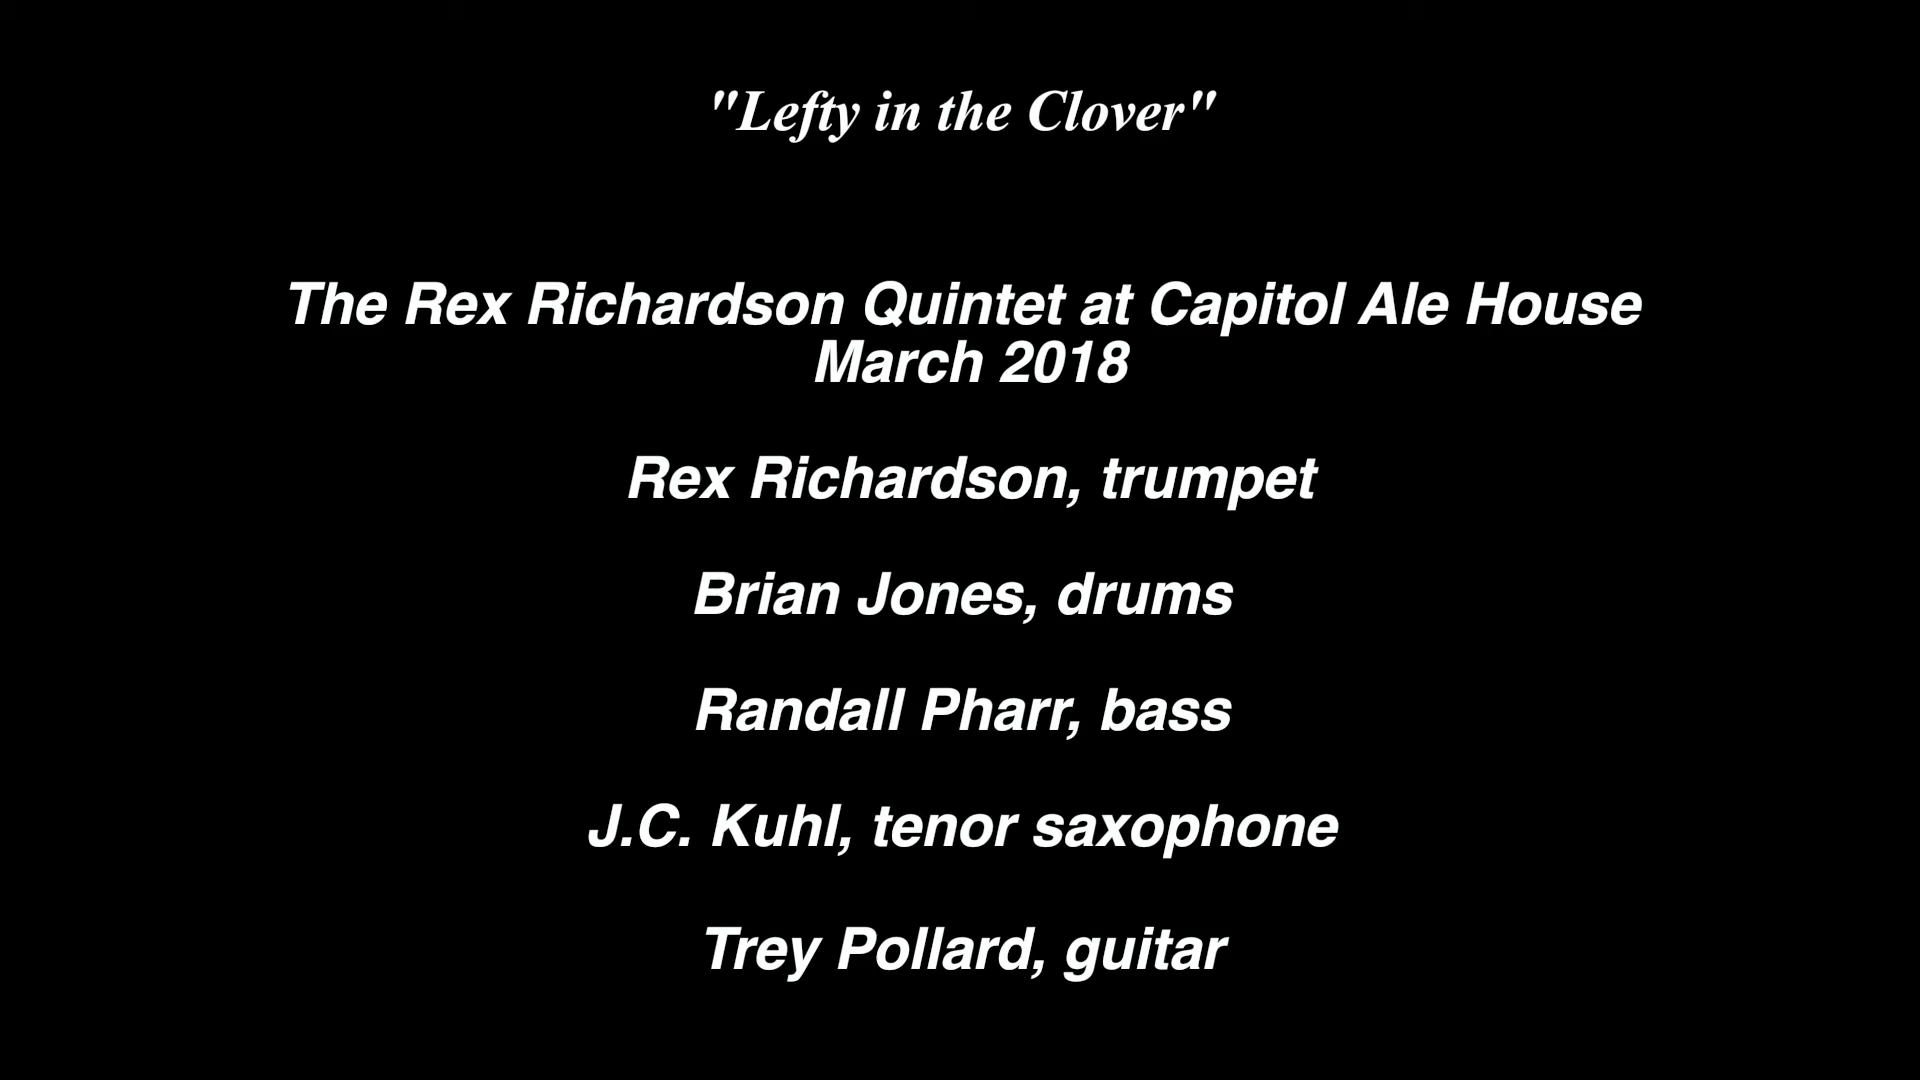 "Lefty in the Clover"
The Rex Richardson Quintet at Capitol Ale House
March 2018
Rex Richardson, trumpet
Brian Jones, drums
Randall Pharr, bass
J.C. Kuhl, tenor saxophone
Trey Pollard, guitar